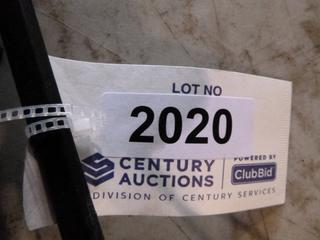 LOT NO
2020
CENTURY
AUCTIONS
POWERED BY
ClubBid
DIVISION OF CENTURY SERVICES